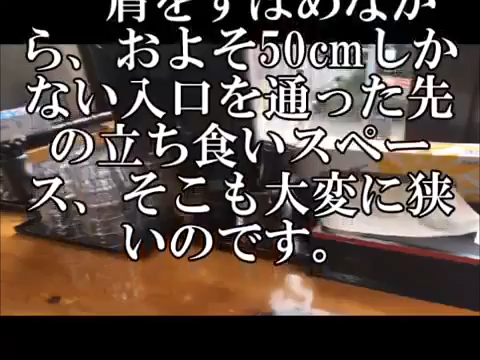 肩をすぼめなが
ら、およそ50cmしか
ない入口を通った先
の立ち食いスペー
ス、そこも大変に狭
いのです。